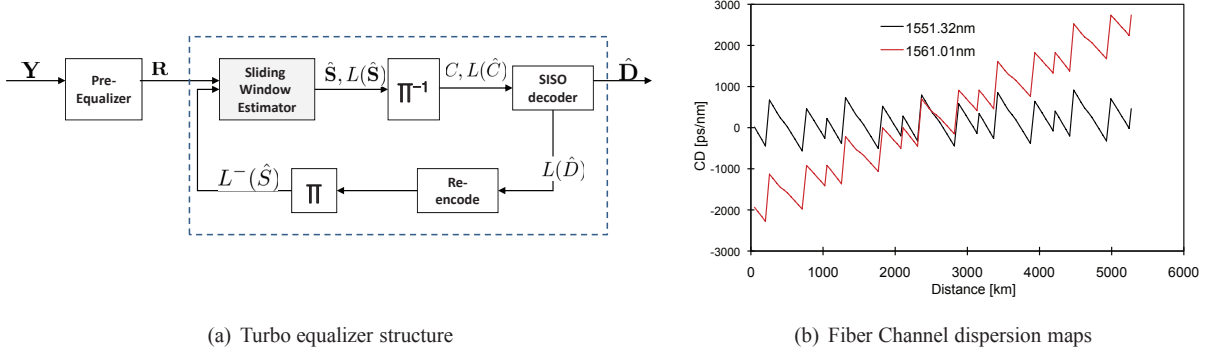 Y
Pre-
Equalizer
R
Sliding
Window
Estimator
Ŝ, L(Ŝ)
∏⁻¹
C, L(Ĉ)
SISO
decoder
D̂
L(D̂)
Re-
encode
∏
L⁻(Ŝ)
(a) Turbo equalizer structure
3000
2000
1000
0
-1000
-2000
-3000
CD [ps/nm]
1551.32nm
1561.01nm
0 1000 2000 3000 4000 5000 6000
Distance [km]
(b) Fiber Channel dispersion maps